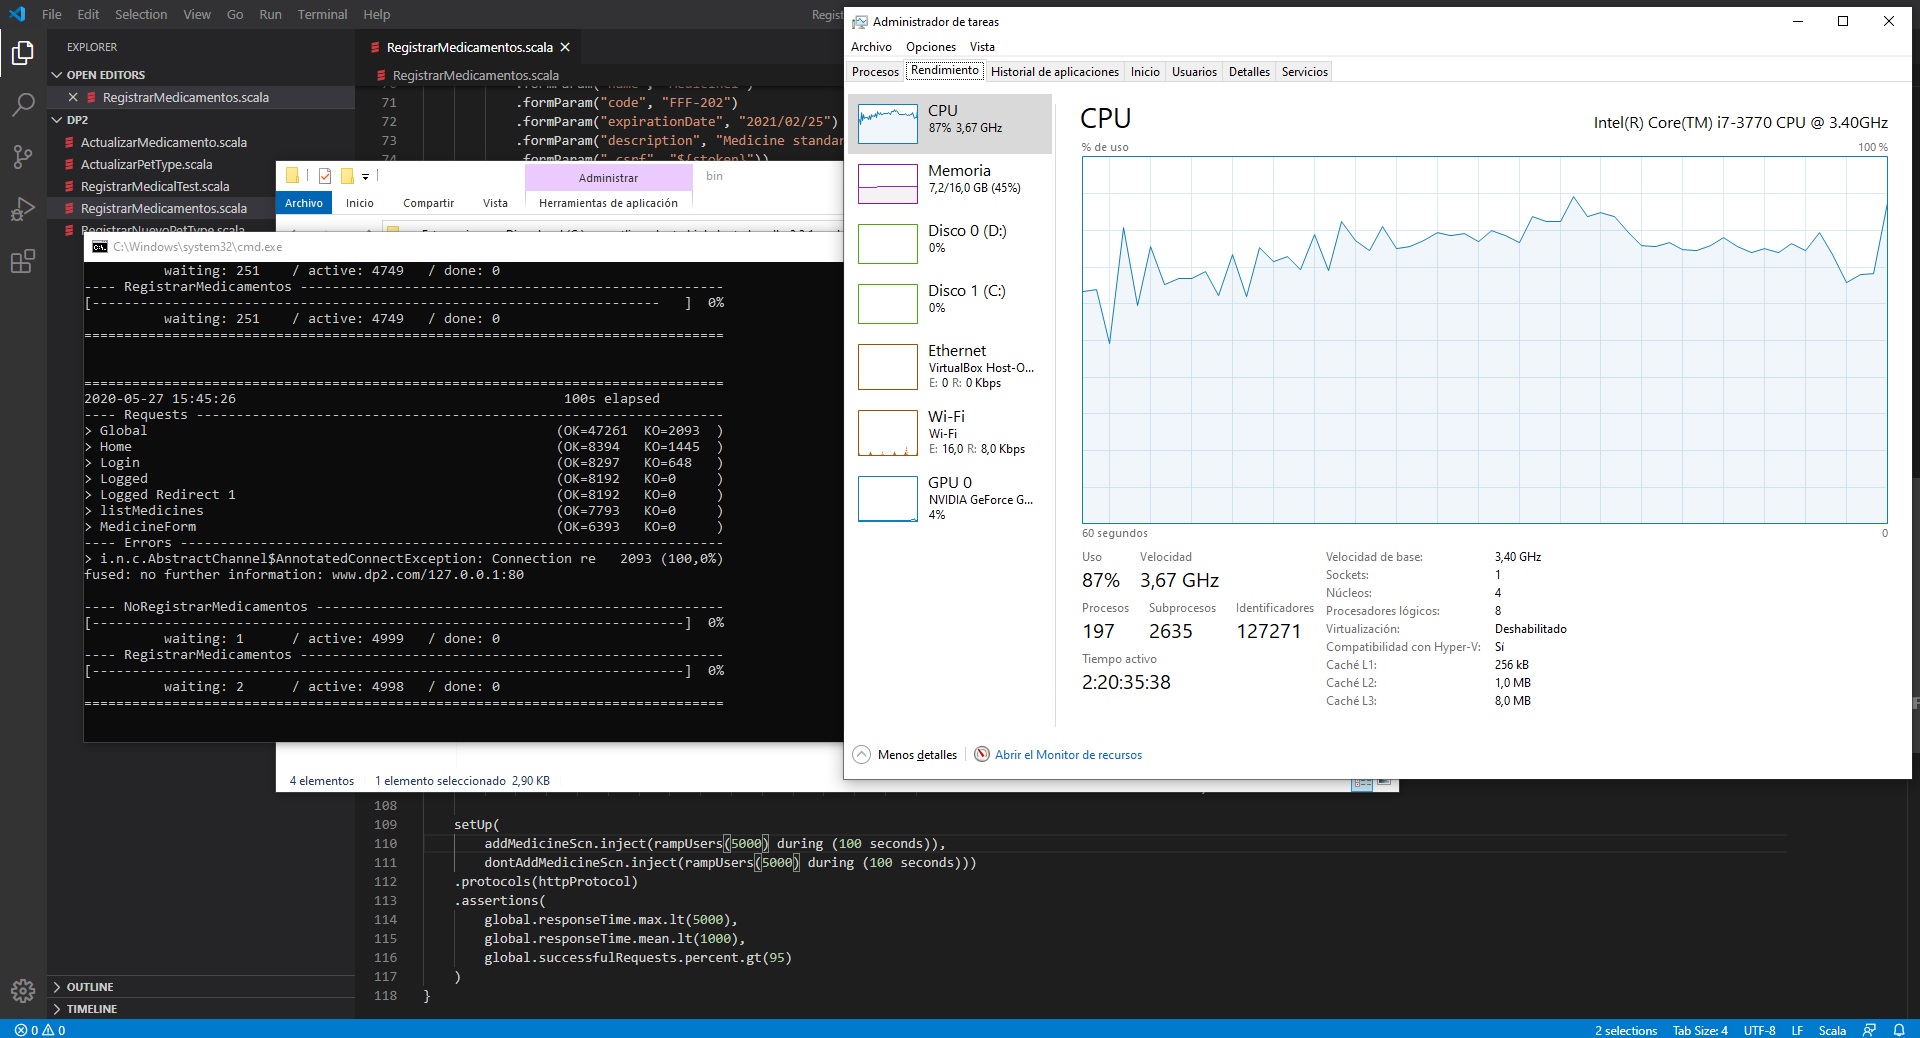 File Edit Selection View Go Run Terminal Help
EXPLORER
OPEN EDITORS
RegistrarMedicamentos.scala
DP2
ActualizarMedicamento.scala
ActualizarPetType.scala
RegistrarMedicalTest.scala
RegistrarMedicamentos.scala
RegistrarNuevoPetType.scala
OUTLINE
TIMELINE
RegistrarMedicamentos.scala
RegistrarMedicamentos.scala
71 .formParam("code", "FFF-202")
72 .formParam("expirationDate", "2021/02/25")
73 .formParam("description", "Medicine standar
74 .formParam("_csrf", "${stoken}"))
Administrar
bin
Archivo Inicio Compartir Vista Herramientas de aplicación
C:\Windows\system32\cmd.exe
waiting: 251 / active: 4749 / done: 0
---- RegistrarMedicamentos -----------------------------------------------------
[----------------------------------------------------------------------- ] 0%
waiting: 251 / active: 4749 / done: 0
================================================================================
================================================================================
2020-05-27 15:45:26 100s elapsed
---- Requests ------------------------------------------------------------------
> Global (OK=47261 KO=2093 )
> Home (OK=8394 KO=1445 )
> Login (OK=8297 KO=648 )
> Logged (OK=8192 KO=0 )
> Logged Redirect 1 (OK=8192 KO=0 )
> listMedicines (OK=7793 KO=0 )
> MedicineForm (OK=6393 KO=0 )
---- Errors --------------------------------------------------------------------
> i.n.c.AbstractChannel$AnnotatedConnectException: Connection re 2093 (100,0%)
fused: no further information: www.dp2.com/127.0.0.1:80
---- NoRegistrarMedicamentos ---------------------------------------------------
[--------------------------------------------------------------------------] 0%
waiting: 1 / active: 4999 / done: 0
---- RegistrarMedicamentos -----------------------------------------------------
[--------------------------------------------------------------------------] 0%
waiting: 2 / active: 4998 / done: 0
================================================================================
4 elementos 1 elemento seleccionado 2,90 KB
108
109 setUp(
110 addMedicineScn.inject(rampUsers(5000) during (100 seconds)),
111 dontAddMedicineScn.inject(rampUsers(5000) during (100 seconds)))
112 .protocols(httpProtocol)
113 .assertions(
114 global.responseTime.max.lt(5000),
115 global.responseTime.mean.lt(1000),
116 global.successfulRequests.percent.gt(95)
117 )
118 }
Administrador de tareas
Archivo Opciones Vista
Procesos Rendimiento Historial de aplicaciones Inicio Usuarios Detalles Servicios
CPU
87% 3,67 GHz
Memoria
7,2/16,0 GB (45%)
Disco 0 (D:)
0%
Disco 1 (C:)
0%
Ethernet
VirtualBox Host-O...
E: 0 R: 0 Kbps
Wi-Fi
Wi-Fi
E: 16,0 R: 8,0 Kbps
GPU 0
NVIDIA GeForce G...
4%
CPU
Intel(R) Core(TM) i7-3770 CPU @ 3.40GHz
% de uso 100 %
60 segundos 0
Uso Velocidad
87% 3,67 GHz
Procesos Subprocesos Identificadores
197 2635 127271
Tiempo activo
2:20:35:38
Velocidad de base: 3,40 GHz
Sockets: 1
Núcleos: 4
Procesadores lógicos: 8
Virtualización: Deshabilitado
Compatibilidad con Hyper-V: Sí
Caché L1: 256 kB
Caché L2: 1,0 MB
Caché L3: 8,0 MB
Menos detalles Abrir el Monitor de recursos
0 0 2 selections Tab Size: 4 UTF-8 LF Scala